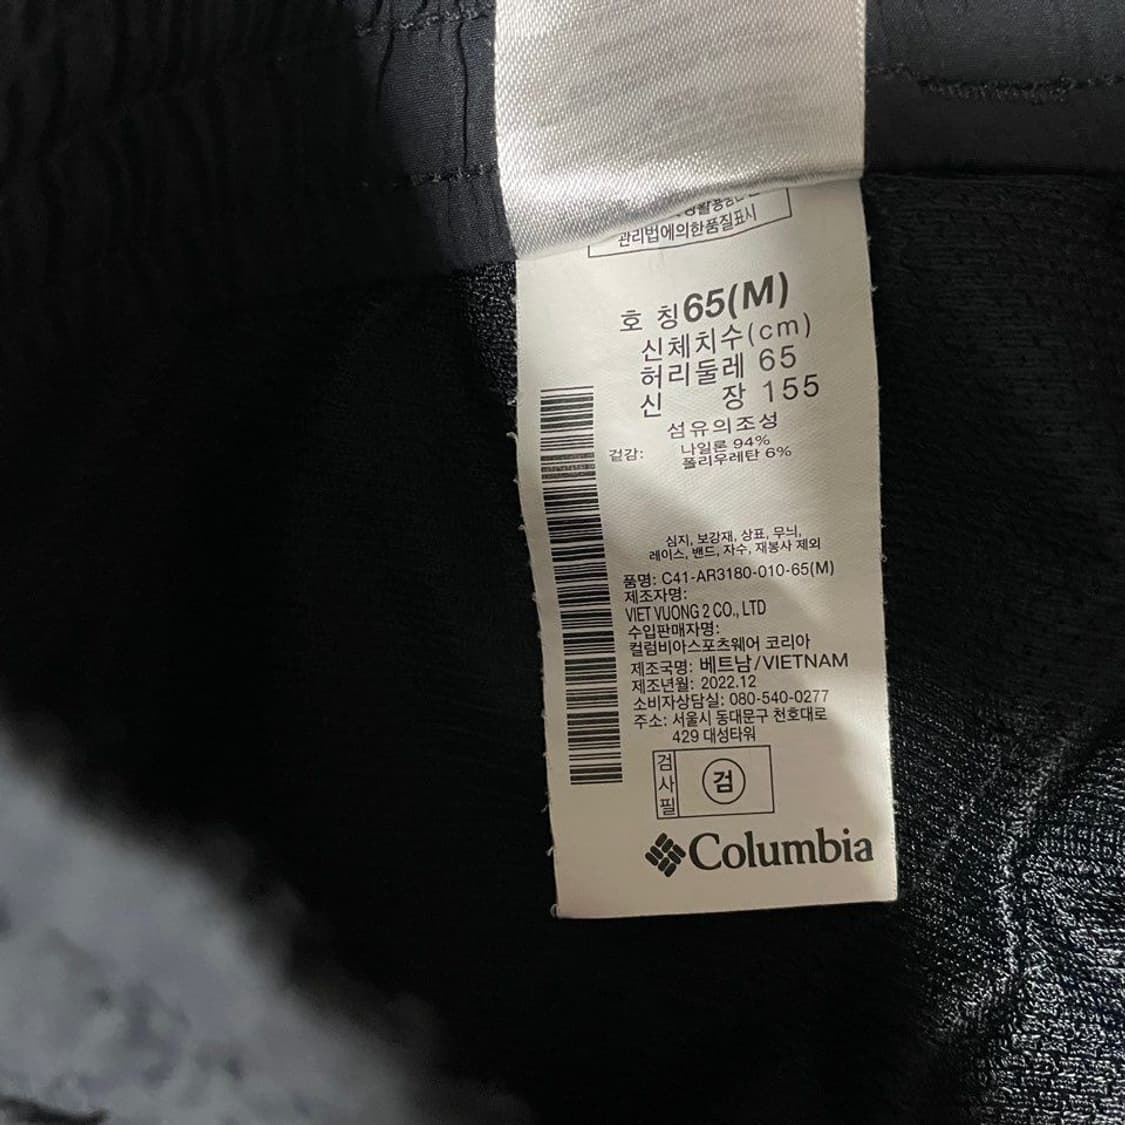 관리법에의한품질표시
호 칭 65(M)
신체치수(cm)
허리둘레 65
신 장 155
섬유의조성
겉감: 나일론 94%
폴리우레탄 6%
심지, 보강재, 상표, 무늬,
레이스, 밴드, 자수, 재봉사 제외
품명: C41-AR3180-010-65(M)
제조자명:
VIET VUONG 2 CO., LTD
수입판매자명:
컬럼비아스포츠웨어 코리아
제조국명: 베트남/VIETNAM
제조년월: 2022.12
소비자상담실: 080-540-0277
주소: 서울시 동대문구 천호대로
429 대성타워
검사필 검
Columbia